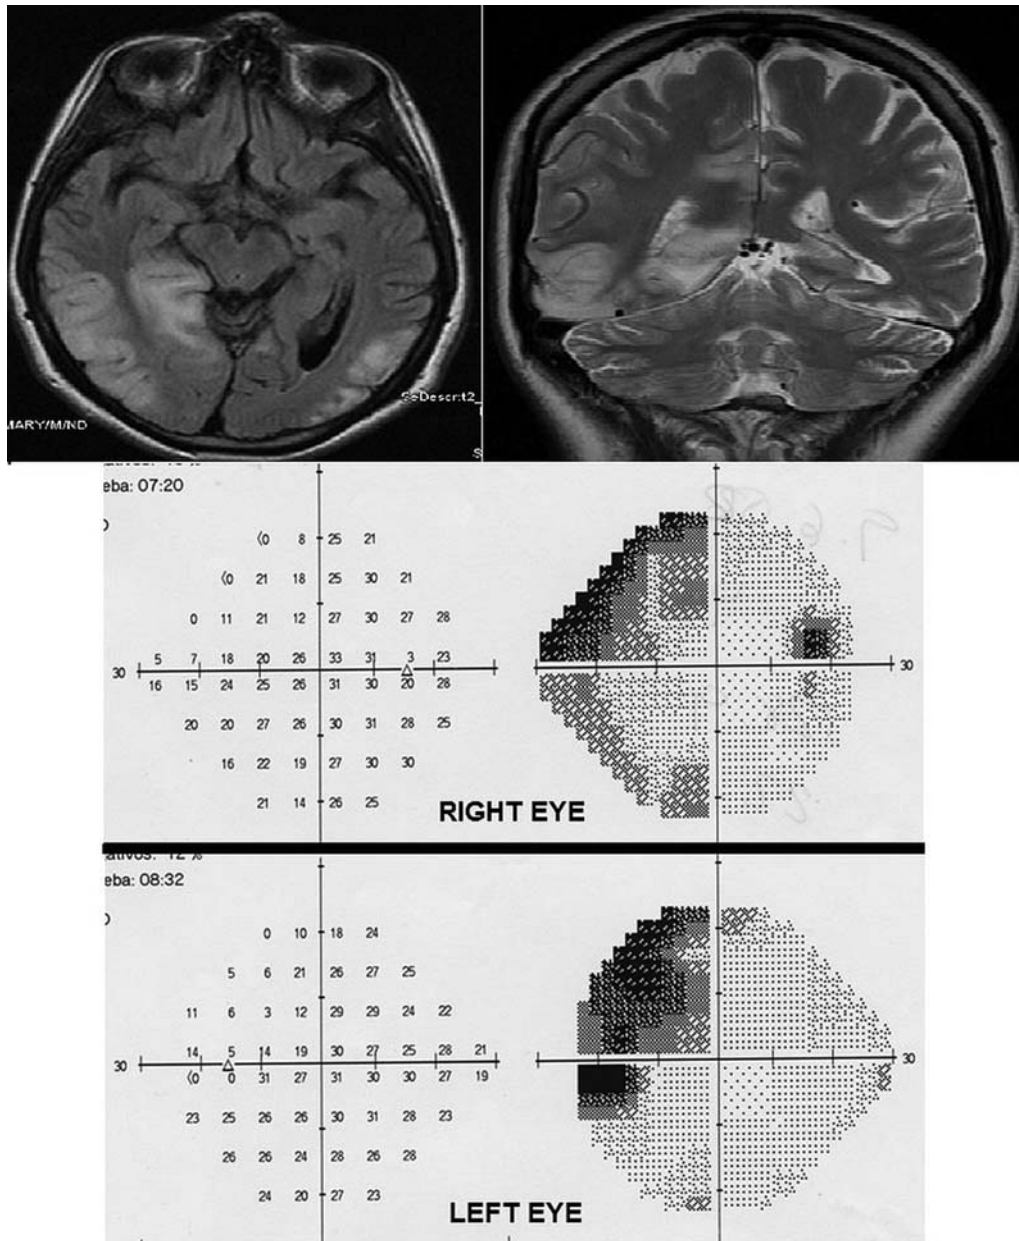 SeDescr:t2_
MARY/M/ND
S
eba: 07:20
30
30
<0 8 25 21
<0 21 18 25 30 21
0 11 21 12 27 30 27 28
5 7 18 20 26 33 31 3 23
16 15 24 25 26 31 30 20 28
20 20 27 26 30 31 28 25
16 22 19 27 30 30
21 14 26 25
RIGHT EYE
ativos: 12 %
eba: 08:32
0 10 18 24
5 6 21 26 27 25
11 6 3 12 29 29 24 22
14 5 14 19 30 27 25 28 21
30
30
<0 0 31 27 31 30 30 27 19
23 25 26 26 30 31 28 23
26 26 24 28 26 28
24 20 27 23
LEFT EYE